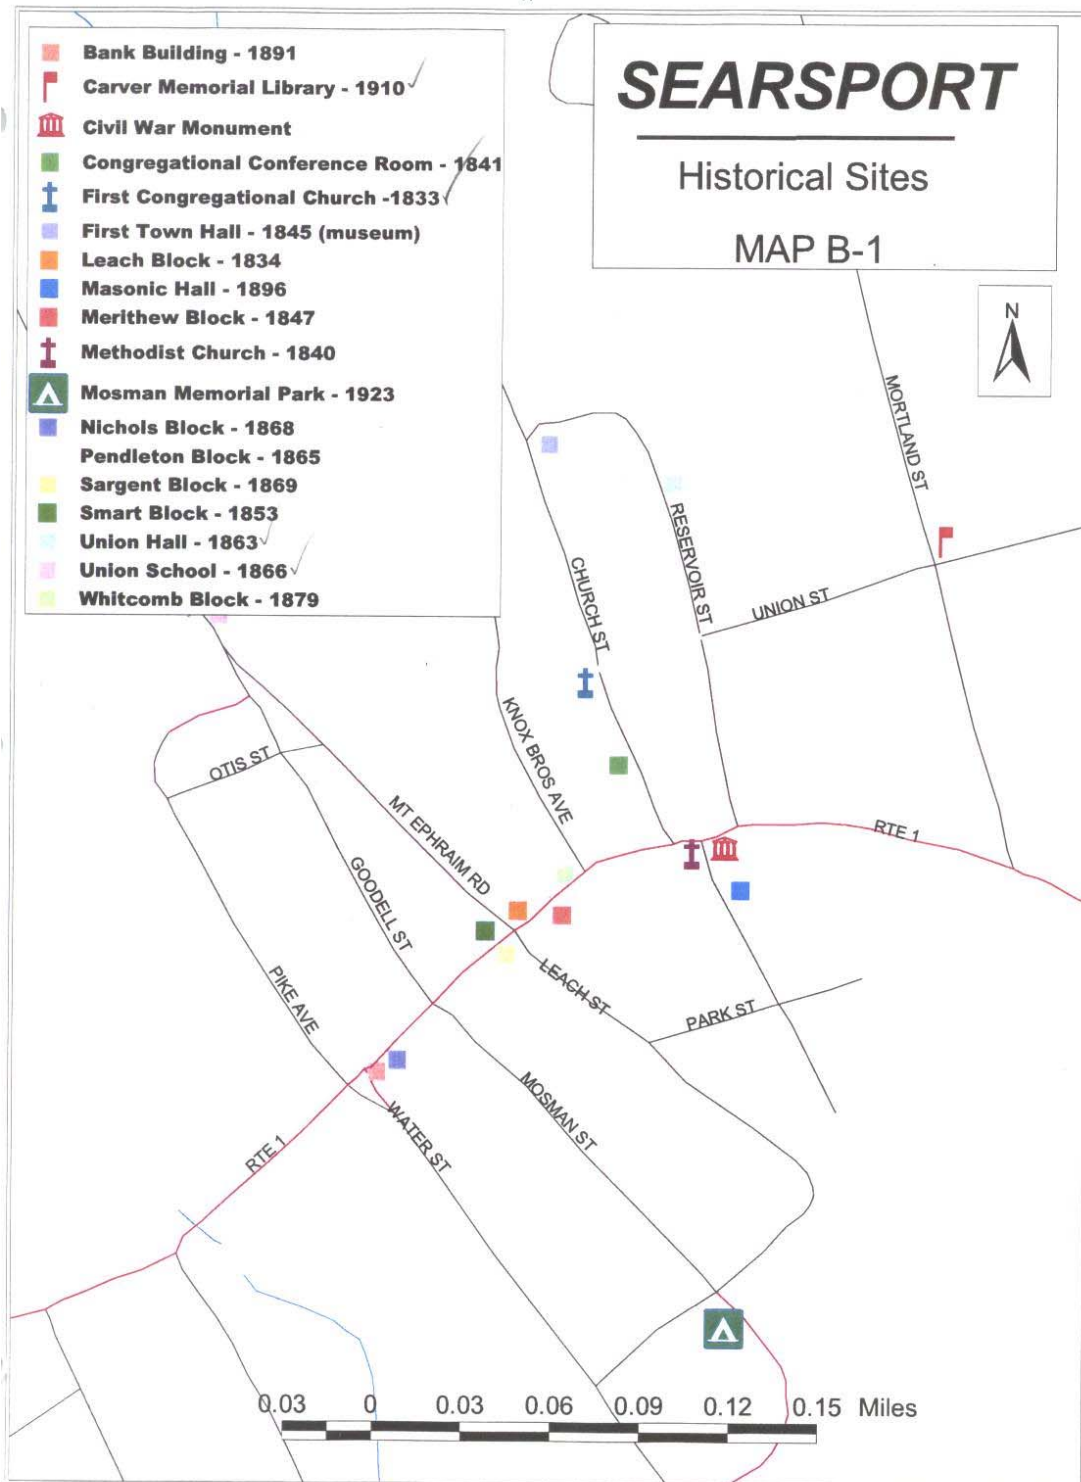 Bank Building - 1891
Carver Memorial Library - 1910
Civil War Monument
Congregational Conference Room - 1841
First Congregational Church -1833
First Town Hall - 1845 (museum)
Leach Block - 1834
Masonic Hall - 1896
Merithew Block - 1847
Methodist Church - 1840
Mosman Memorial Park - 1923
Nichols Block - 1868
Pendleton Block - 1865
Sargent Block - 1869
Smart Block - 1853
Union Hall - 1863
Union School - 1866
Whitcomb Block - 1879
SEARSPORT
Historical Sites
MAP B-1
N
MORTLAND ST
RESERVOIR ST
CHURCH ST
UNION ST
KNOX BROS AVE
OTIS ST
MT EPHRAIM RD
RTE 1
GOODELL ST
LEACH ST
PIKE AVE
PARK ST
MOSMAN ST
WATER ST
RTE 1
0.03 0 0.03 0.06 0.09 0.12 0.15 Miles